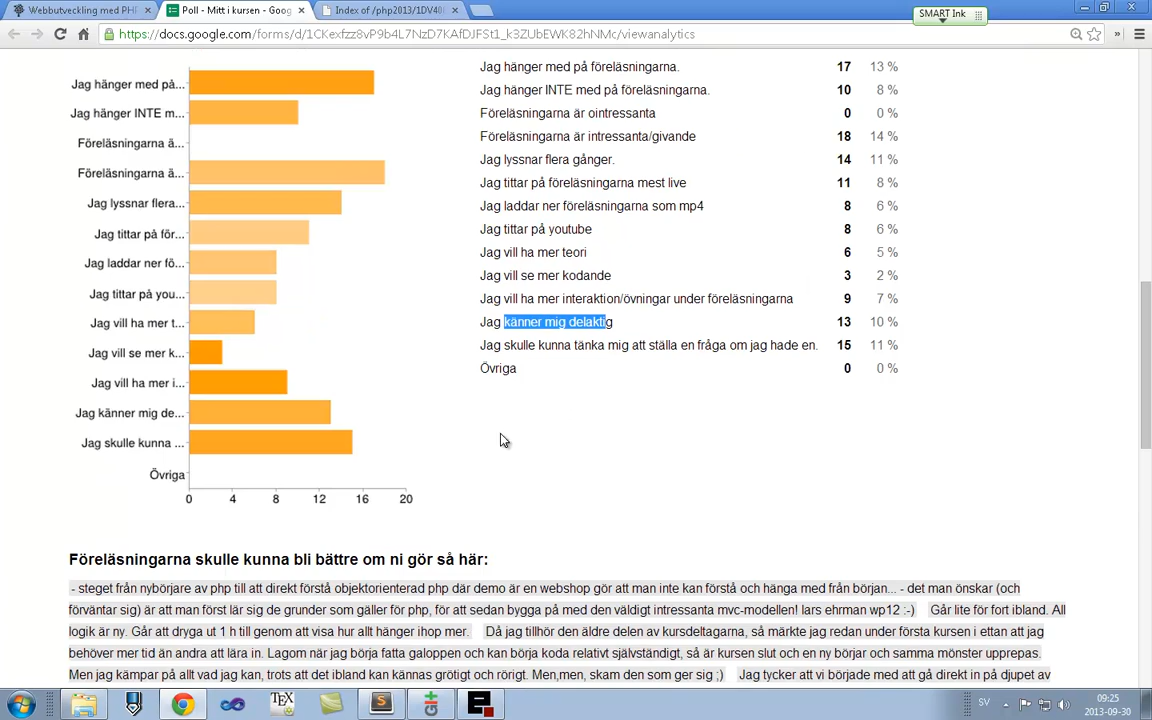 Webbutveckling med PHP
Poll - Mitt i kursen - Goog
Index of /php2013/1DV40
SMART Ink
https://docs.google.com/forms/d/1CKexfzz8vP9b4L7NzD7KAfDJFSt1_k3ZUbEWK82hNMc/viewanalytics
Jag hänger med på... Jag hänger med på föreläsningarna. 17 13 %
Jag hänger INTE m... Jag hänger INTE med på föreläsningarna. 10 8 %
Föreläsningarna ä... Föreläsningarna är ointressanta 0 0 %
Föreläsningarna ä... Föreläsningarna är intressanta/givande 18 14 %
Jag lyssnar flera... Jag lyssnar flera gånger. 14 11 %
Jag tittar på för... Jag tittar på föreläsningarna mest live 11 8 %
Jag laddar ner fö... Jag laddar ner föreläsningarna som mp4 8 6 %
Jag tittar på you... Jag tittar på youtube 8 6 %
Jag vill ha mer t... Jag vill ha mer teori 6 5 %
Jag vill se mer k... Jag vill se mer kodande 3 2 %
Jag vill ha mer i... Jag vill ha mer interaktion/övningar under föreläsningarna 9 7 %
Jag känner mig de... Jag känner mig delaktig 13 10 %
Jag skulle kunna ... Jag skulle kunna tänka mig att ställa en fråga om jag hade en. 15 11 %
Övriga Övriga 0 0 %
0 4 8 12 16 20
Föreläsningarna skulle kunna bli bättre om ni gör så här:
- steget från nybörjare av php till att direkt förstå objektorienterad php där demo är en webshop gör att man inte kan förstå och hänga med från början... - det man önskar (och
förväntar sig) är att man först lär sig de grunder som gäller för php, för att sedan bygga på med den väldigt intressanta mvc-modellen! lars ehrman wp12 :-) Går lite för fort ibland. All
logik är ny. Går att dryga ut 1 h till genom att visa hur allt hänger ihop mer. Då jag tillhör den äldre delen av kursdeltagarna, så märkte jag redan under första kursen i ettan att jag
behöver mer tid än andra att lära in. Lagom när jag börja fatta galoppen och kan börja koda relativt självständigt, så är kursen slut och en ny börjar och samma mönster upprepas.
Men jag kämpar på allt vad jag kan, trots att det ibland kan kännas grötigt och rörigt. Men,men, skam den som ger sig ;) Jag tycker att vi började med att gå direkt in på djupet av
TEX
SV
09:25
2013-09-30